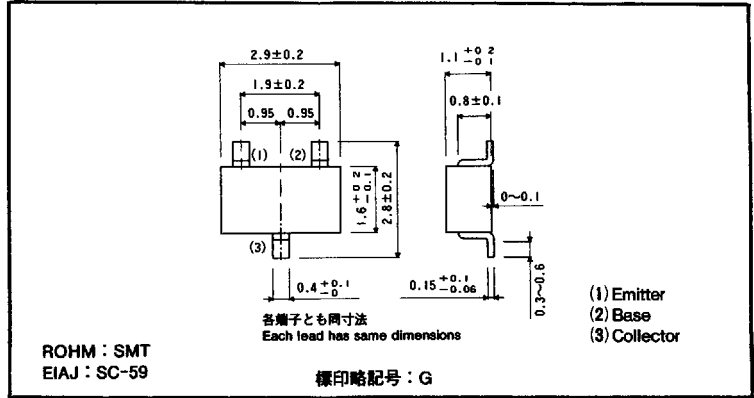 2.9±0.2
1.9±0.2
0.95 0.95
(1) (2)
(3)
1.6 +0.2 −0.1
2.8±0.2
0.4 +0.1 −0
各端子とも同寸法
Each lead has same dimensions
1.1 +0.2 −0.1
0.8±0.1
0~0.1
0.15 +0.1 −0.06
0.3~0.6
(1) Emitter
(2) Base
(3) Collector
ROHM : SMT
EIAJ : SC-59
標印略記号 : G